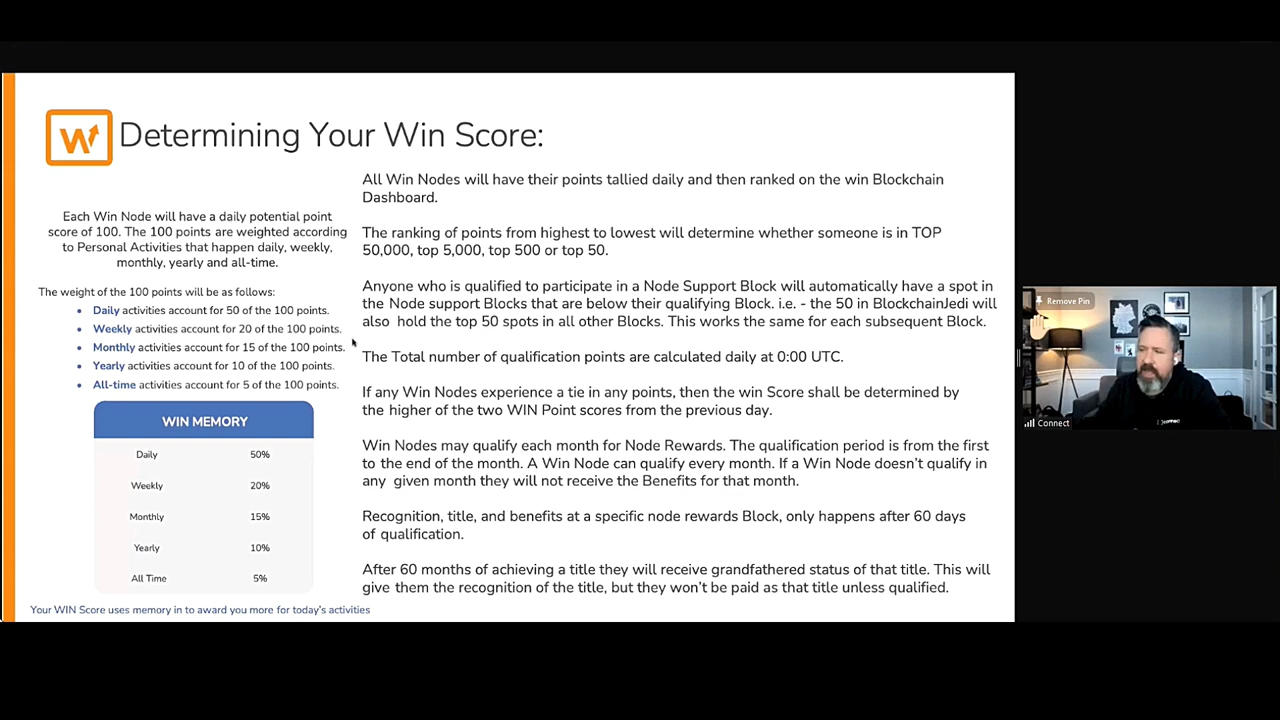 W
Determining Your Win Score:
Each Win Node will have a daily potential point
score of 100. The 100 points are weighted according
to Personal Activities that happen daily, weekly,
monthly, yearly and all-time.
The weight of the 100 points will be as follows:
• Daily activities account for 50 of the 100 points.
• Weekly activities account for 20 of the 100 points.
• Monthly activities account for 15 of the 100 points.
• Yearly activities account for 10 of the 100 points.
• All-time activities account for 5 of the 100 points.
WIN MEMORY
Daily 50%
Weekly 20%
Monthly 15%
Yearly 10%
All Time 5%
Your WIN Score uses memory in to award you more for today's activities
All Win Nodes will have their points tallied daily and then ranked on the win Blockchain
Dashboard.
The ranking of points from highest to lowest will determine whether someone is in TOP
50,000, top 5,000, top 500 or top 50.
Anyone who is qualified to participate in a Node Support Block will automatically have a spot in
the Node support Blocks that are below their qualifying Block. i.e. - the 50 in BlockchainJedi will
also hold the top 50 spots in all other Blocks. This works the same for each subsequent Block.
The Total number of qualification points are calculated daily at 0:00 UTC.
If any Win Nodes experience a tie in any points, then the win Score shall be determined by
the higher of the two WIN Point scores from the previous day.
Win Nodes may qualify each month for Node Rewards. The qualification period is from the first
to the end of the month. A Win Node can qualify every month. If a Win Node doesn't qualify in
any given month they will not receive the Benefits for that month.
Recognition, title, and benefits at a specific node rewards Block, only happens after 60 days
of qualification.
After 60 months of achieving a title they will receive grandfathered status of that title. This will
give them the recognition of the title, but they won't be paid as that title unless qualified.
Remove Pin
Connect